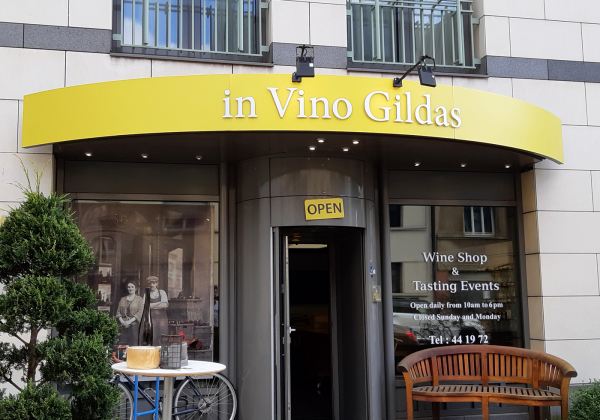 in Vino Gildas
OPEN
Wine Shop
&
Tasting Events
Open daily from 10am to 6pm
Closed Sunday and Monday
Tel : 44 19 72